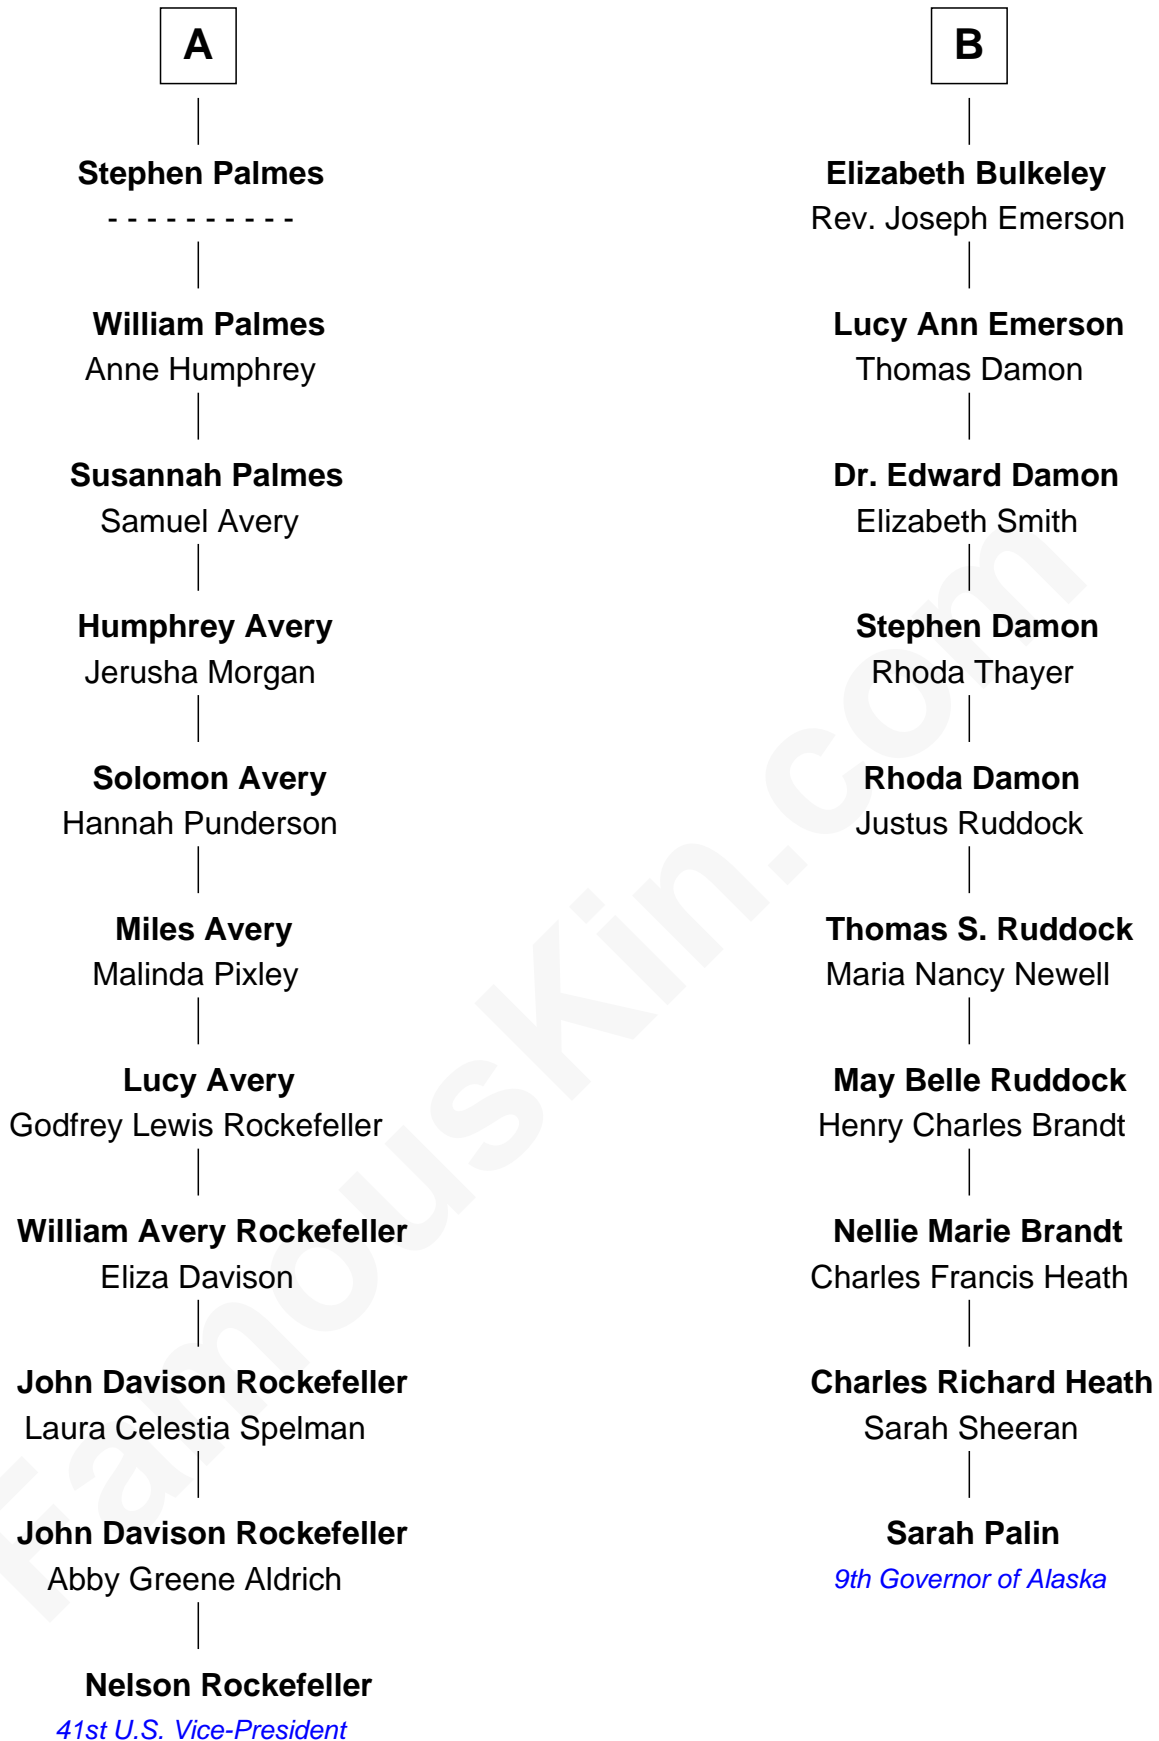 A
Stephen Palmes
- - - - - - - - - -
William Palmes
Anne Humphrey
Susannah Palmes
Samuel Avery
Humphrey Avery
Jerusha Morgan
Solomon Avery
Hannah Punderson
Miles Avery
Malinda Pixley
Lucy Avery
Godfrey Lewis Rockefeller
William Avery Rockefeller
Eliza Davison
John Davison Rockefeller
Laura Celestia Spelman
John Davison Rockefeller
Abby Greene Aldrich
Nelson Rockefeller
41st U.S. Vice-President
B
Elizabeth Bulkeley
Rev. Joseph Emerson
Lucy Ann Emerson
Thomas Damon
Dr. Edward Damon
Elizabeth Smith
Stephen Damon
Rhoda Thayer
Rhoda Damon
Justus Ruddock
Thomas S. Ruddock
Maria Nancy Newell
May Belle Ruddock
Henry Charles Brandt
Nellie Marie Brandt
Charles Francis Heath
Charles Richard Heath
Sarah Sheeran
Sarah Palin
9th Governor of Alaska
FamousKin.com